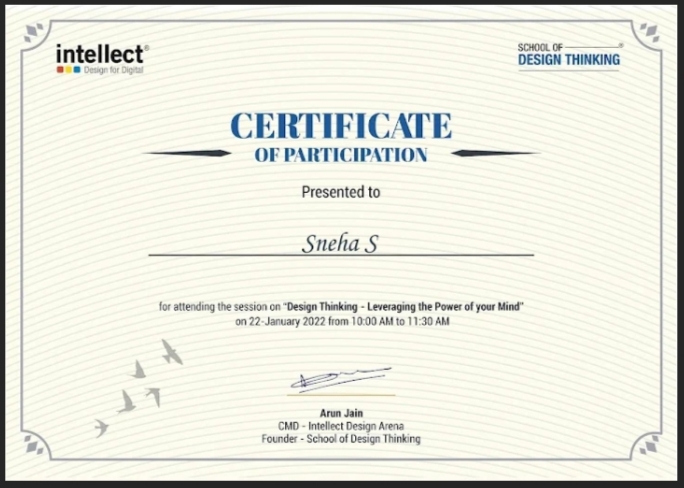 intellect®
Design for Digital
SCHOOL OF ®
DESIGN THINKING
CERTIFICATE
OF PARTICIPATION
Presented to
Sneha S
for attending the session on "Design Thinking - Leveraging the Power of your Mind"
on 22-January 2022 from 10:00 AM to 11:30 AM
Arun Jain
CMD - Intellect Design Arena
Founder - School of Design Thinking